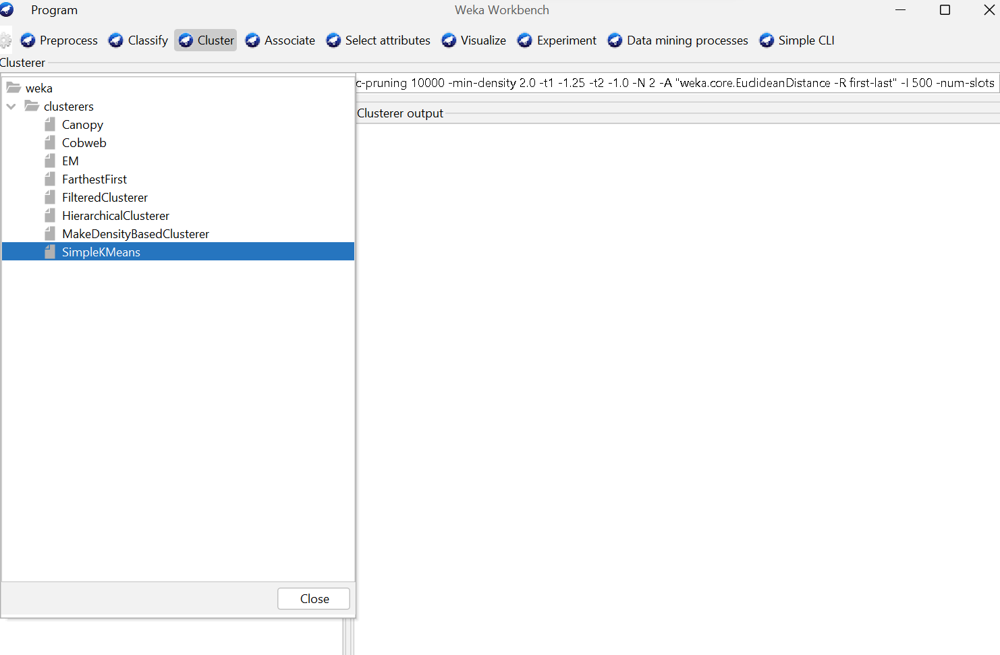 Program
Weka Workbench
Preprocess Classify Cluster Associate Select attributes Visualize Experiment Data mining processes Simple CLI
Clusterer
c-pruning 10000 -min-density 2.0 -t1 -1.25 -t2 -1.0 -N 2 -A "weka.core.EuclideanDistance -R first-last" -I 500 -num-slots
weka
clusterers
Canopy
Cobweb
EM
FarthestFirst
FilteredClusterer
HierarchicalClusterer
MakeDensityBasedClusterer
SimpleKMeans
Close
Clusterer output